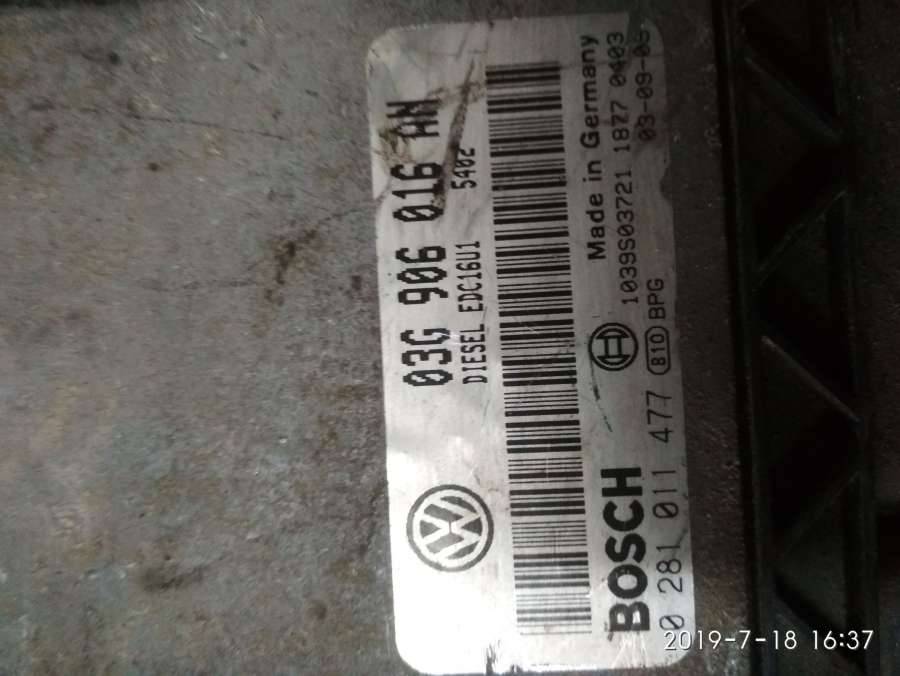 03G 906 016 AN
DIESEL EDC16U1 5402
Made in Germany
1039S03721 1877 0403
BOSCH
810 BPG 03-09-05
0 281 011 477
2019-7-18 16:37